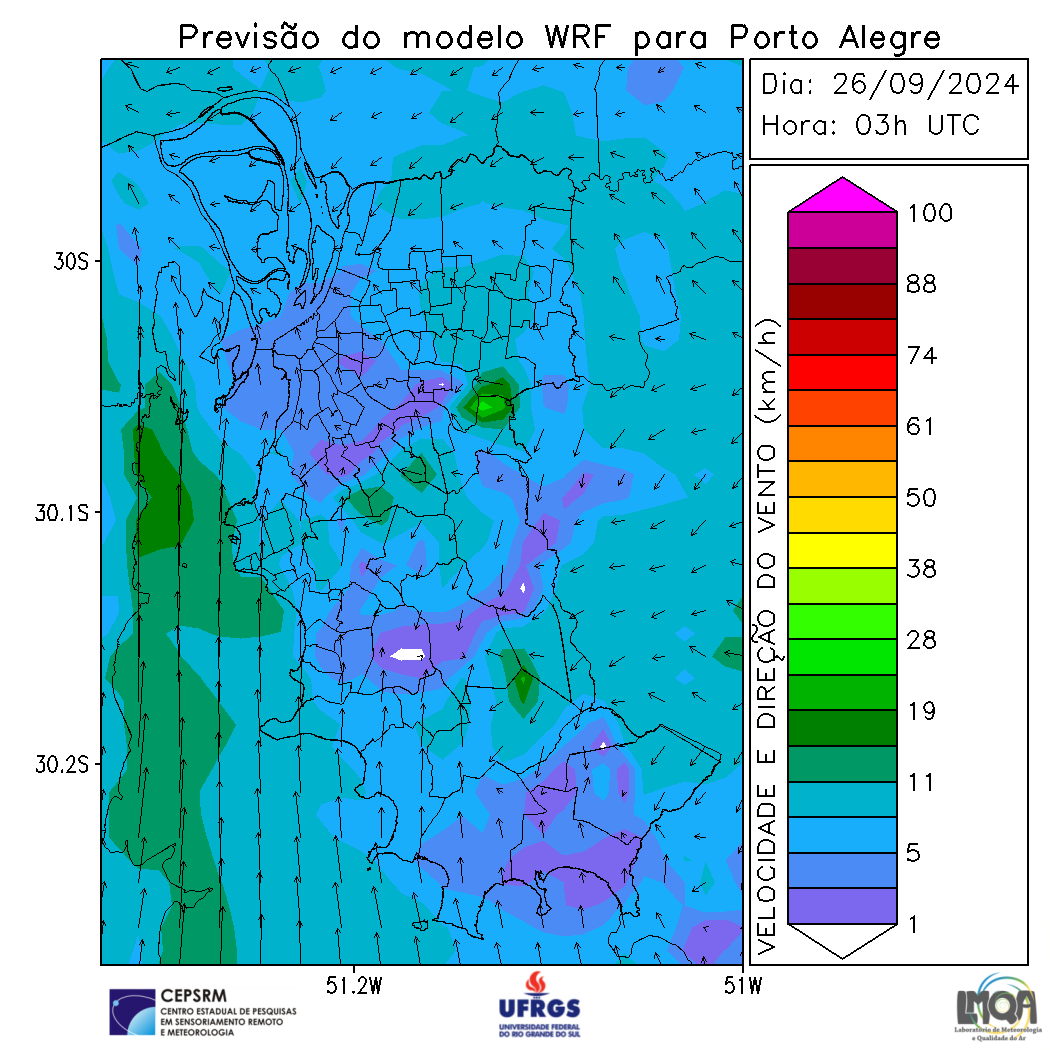 Previsão do modelo WRF para Porto Alegre
Dia: 26/09/2024
Hora: 03h UTC
30S
30.1S
30.2S
51.2W
51W
VELOCIDADE E DIREÇÃO DO VENTO (km/h)
100
88
74
61
50
38
28
19
11
5
1
CEPSRM
CENTRO ESTADUAL DE PESQUISAS
EM SENSORIAMENTO REMOTO
E METEOROLOGIA
UFRGS
UNIVERSIDADE FEDERAL
DO RIO GRANDE DO SUL
LMQA
Laboratório de Meteorologia
e Qualidade do Ar